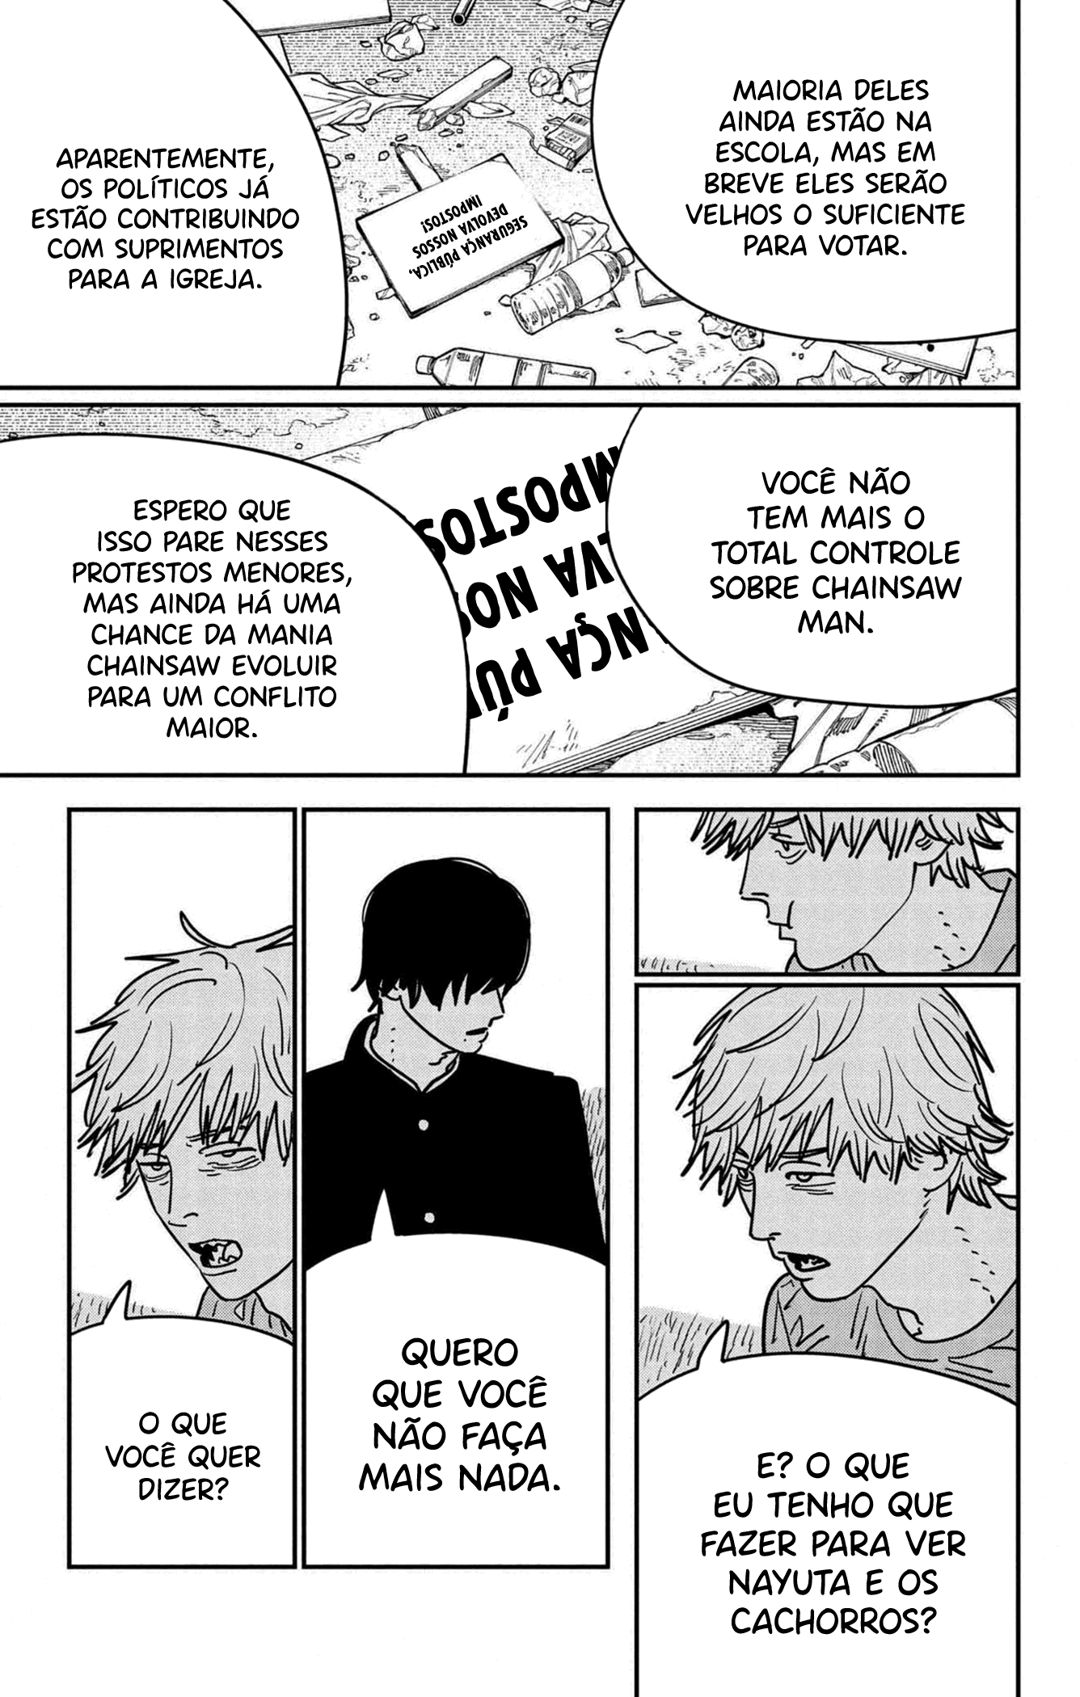 MAIORIA DELES
AINDA ESTÃO NA
ESCOLA, MAS EM
BREVE ELES SERÃO
VELHOS O SUFICIENTE
PARA VOTAR.
APARENTEMENTE,
OS POLÍTICOS JÁ
ESTÃO CONTRIBUINDO
COM SUPRIMENTOS
PARA A IGREJA.
SEGURANÇA PÚBLICA,
DEVOLVA NOSSOS
IMPOSTOS!
VOCÊ NÃO
TEM MAIS O
TOTAL CONTROLE
SOBRE CHAINSAW
MAN.
NÇA PÚ
LVA NOS
MPOSTOS
ESPERO QUE
ISSO PARE NESSES
PROTESTOS MENORES,
MAS AINDA HÁ UMA
CHANCE DA MANIA
CHAINSAW EVOLUIR
PARA UM CONFLITO
MAIOR.
E? O QUE
EU TENHO QUE
FAZER PARA VER
NAYUTA E OS
CACHORROS?
QUERO
QUE VOCÊ
NÃO FAÇA
MAIS NADA.
O QUE
VOCÊ QUER
DIZER?